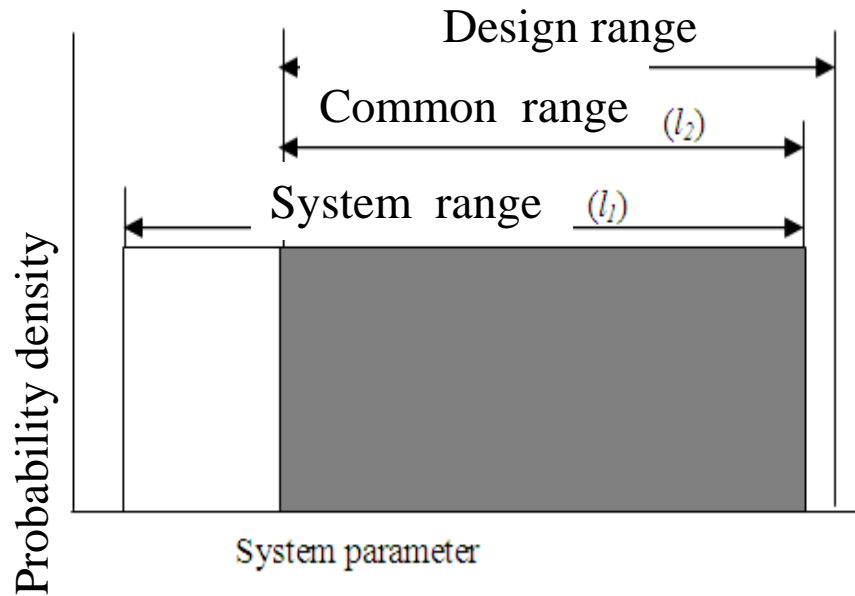 Design range
Common range (l2)
System range (l1)
Probability density
System parameter